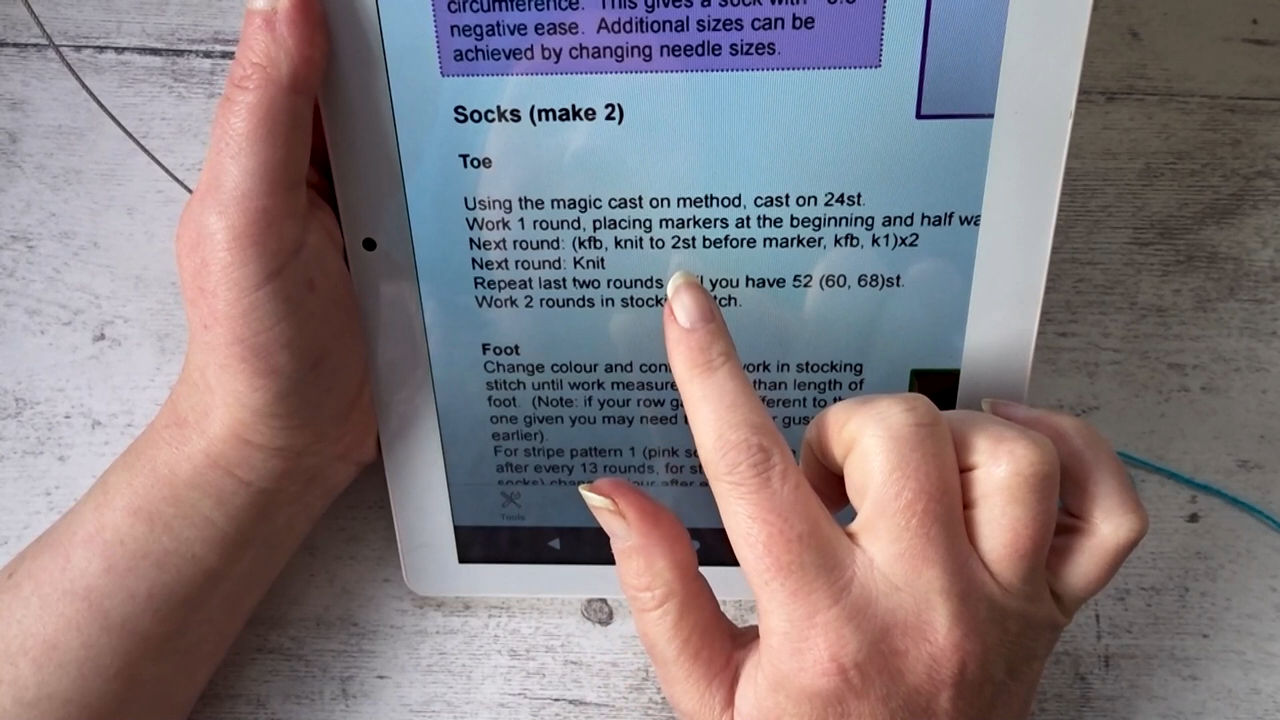 circumference. This gives a sock with
negative ease. Additional sizes can be
achieved by changing needle sizes.
Socks (make 2)
Toe
Using the magic cast on method, cast on 24st.
Work 1 round, placing markers at the beginning and half wa
Next round: (kfb, knit to 2st before marker, kfb, k1)x2
Next round: Knit
Repeat last two rounds you have 52 (60, 68)st.
Work 2 rounds in
Foot
Change colour and work in stocking
stitch until work than length of
foot. (Note: if your row to
one given you may need
earlier).
For stripe pattern 1 (pink
after every 13 rounds, for
socks) after
Tools